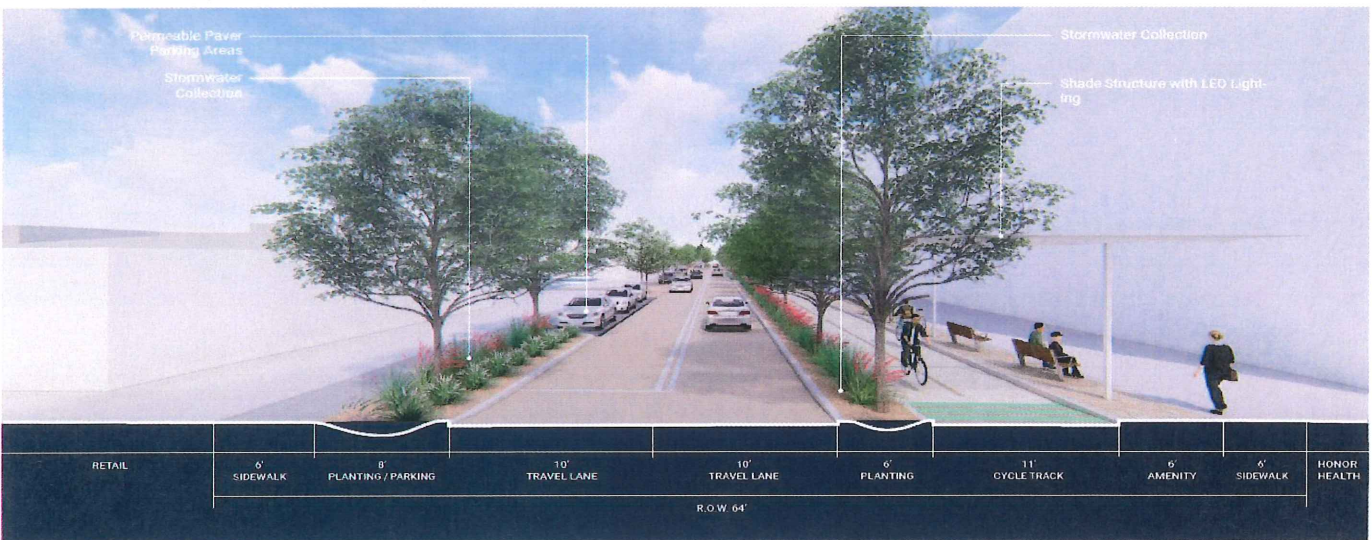 Permeable Paver
Parking Areas
Stormwater
Collection
Stormwater Collection
Shade Structure with LED Light-
ing
RETAIL
6'
SIDEWALK
8'
PLANTING / PARKING
10'
TRAVEL LANE
10'
TRAVEL LANE
6'
PLANTING
11'
CYCLE TRACK
6'
AMENITY
6'
SIDEWALK
HONOR
HEALTH
R.O.W. 64'